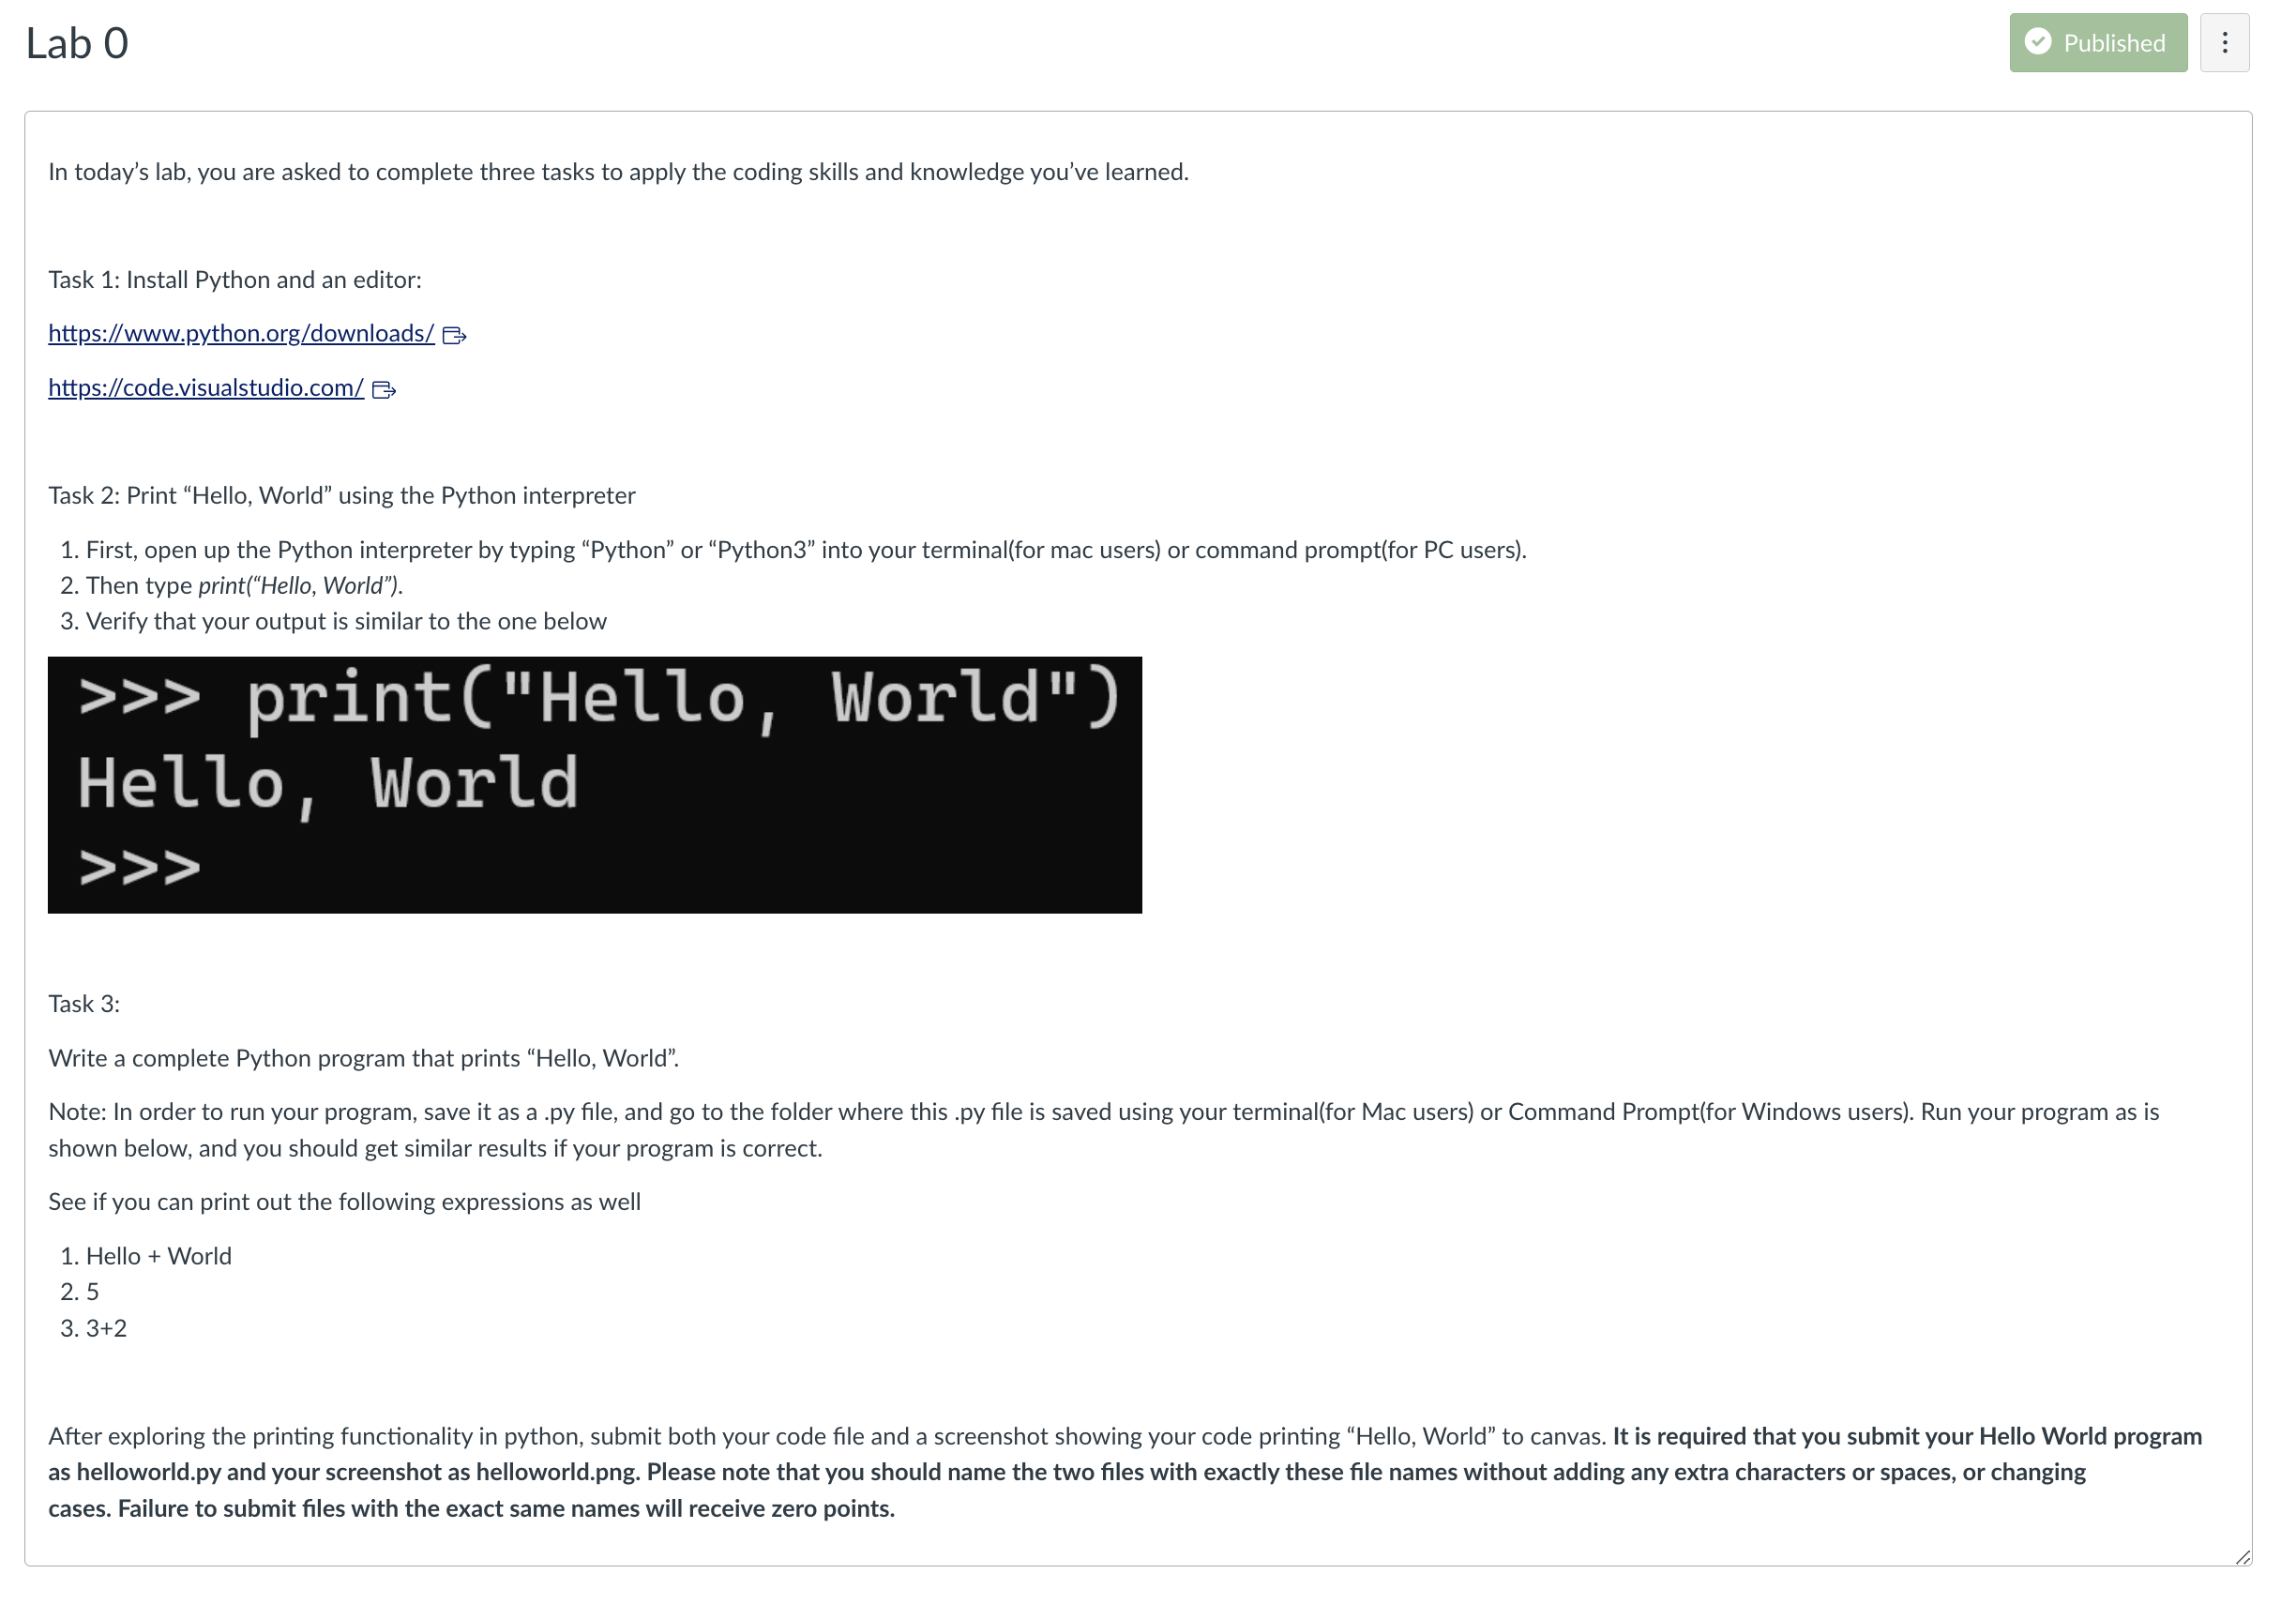 Lab 0
Published
In today’s lab, you are asked to complete three tasks to apply the coding skills and knowledge you’ve learned.
Task 1: Install Python and an editor:
https://www.python.org/downloads/
https://code.visualstudio.com/
Task 2: Print “Hello, World” using the Python interpreter
1. First, open up the Python interpreter by typing “Python” or “Python3” into your terminal(for mac users) or command prompt(for PC users).
2. Then type print(“Hello, World”).
3. Verify that your output is similar to the one below
>>> print("Hello, World")
Hello, World
>>>
Task 3:
Write a complete Python program that prints “Hello, World”.
Note: In order to run your program, save it as a .py file, and go to the folder where this .py file is saved using your terminal(for Mac users) or Command Prompt(for Windows users). Run your program as is
shown below, and you should get similar results if your program is correct.
See if you can print out the following expressions as well
1. Hello + World
2. 5
3. 3+2
After exploring the printing functionality in python, submit both your code file and a screenshot showing your code printing “Hello, World” to canvas. It is required that you submit your Hello World program
as helloworld.py and your screenshot as helloworld.png. Please note that you should name the two files with exactly these file names without adding any extra characters or spaces, or changing
cases. Failure to submit files with the exact same names will receive zero points.